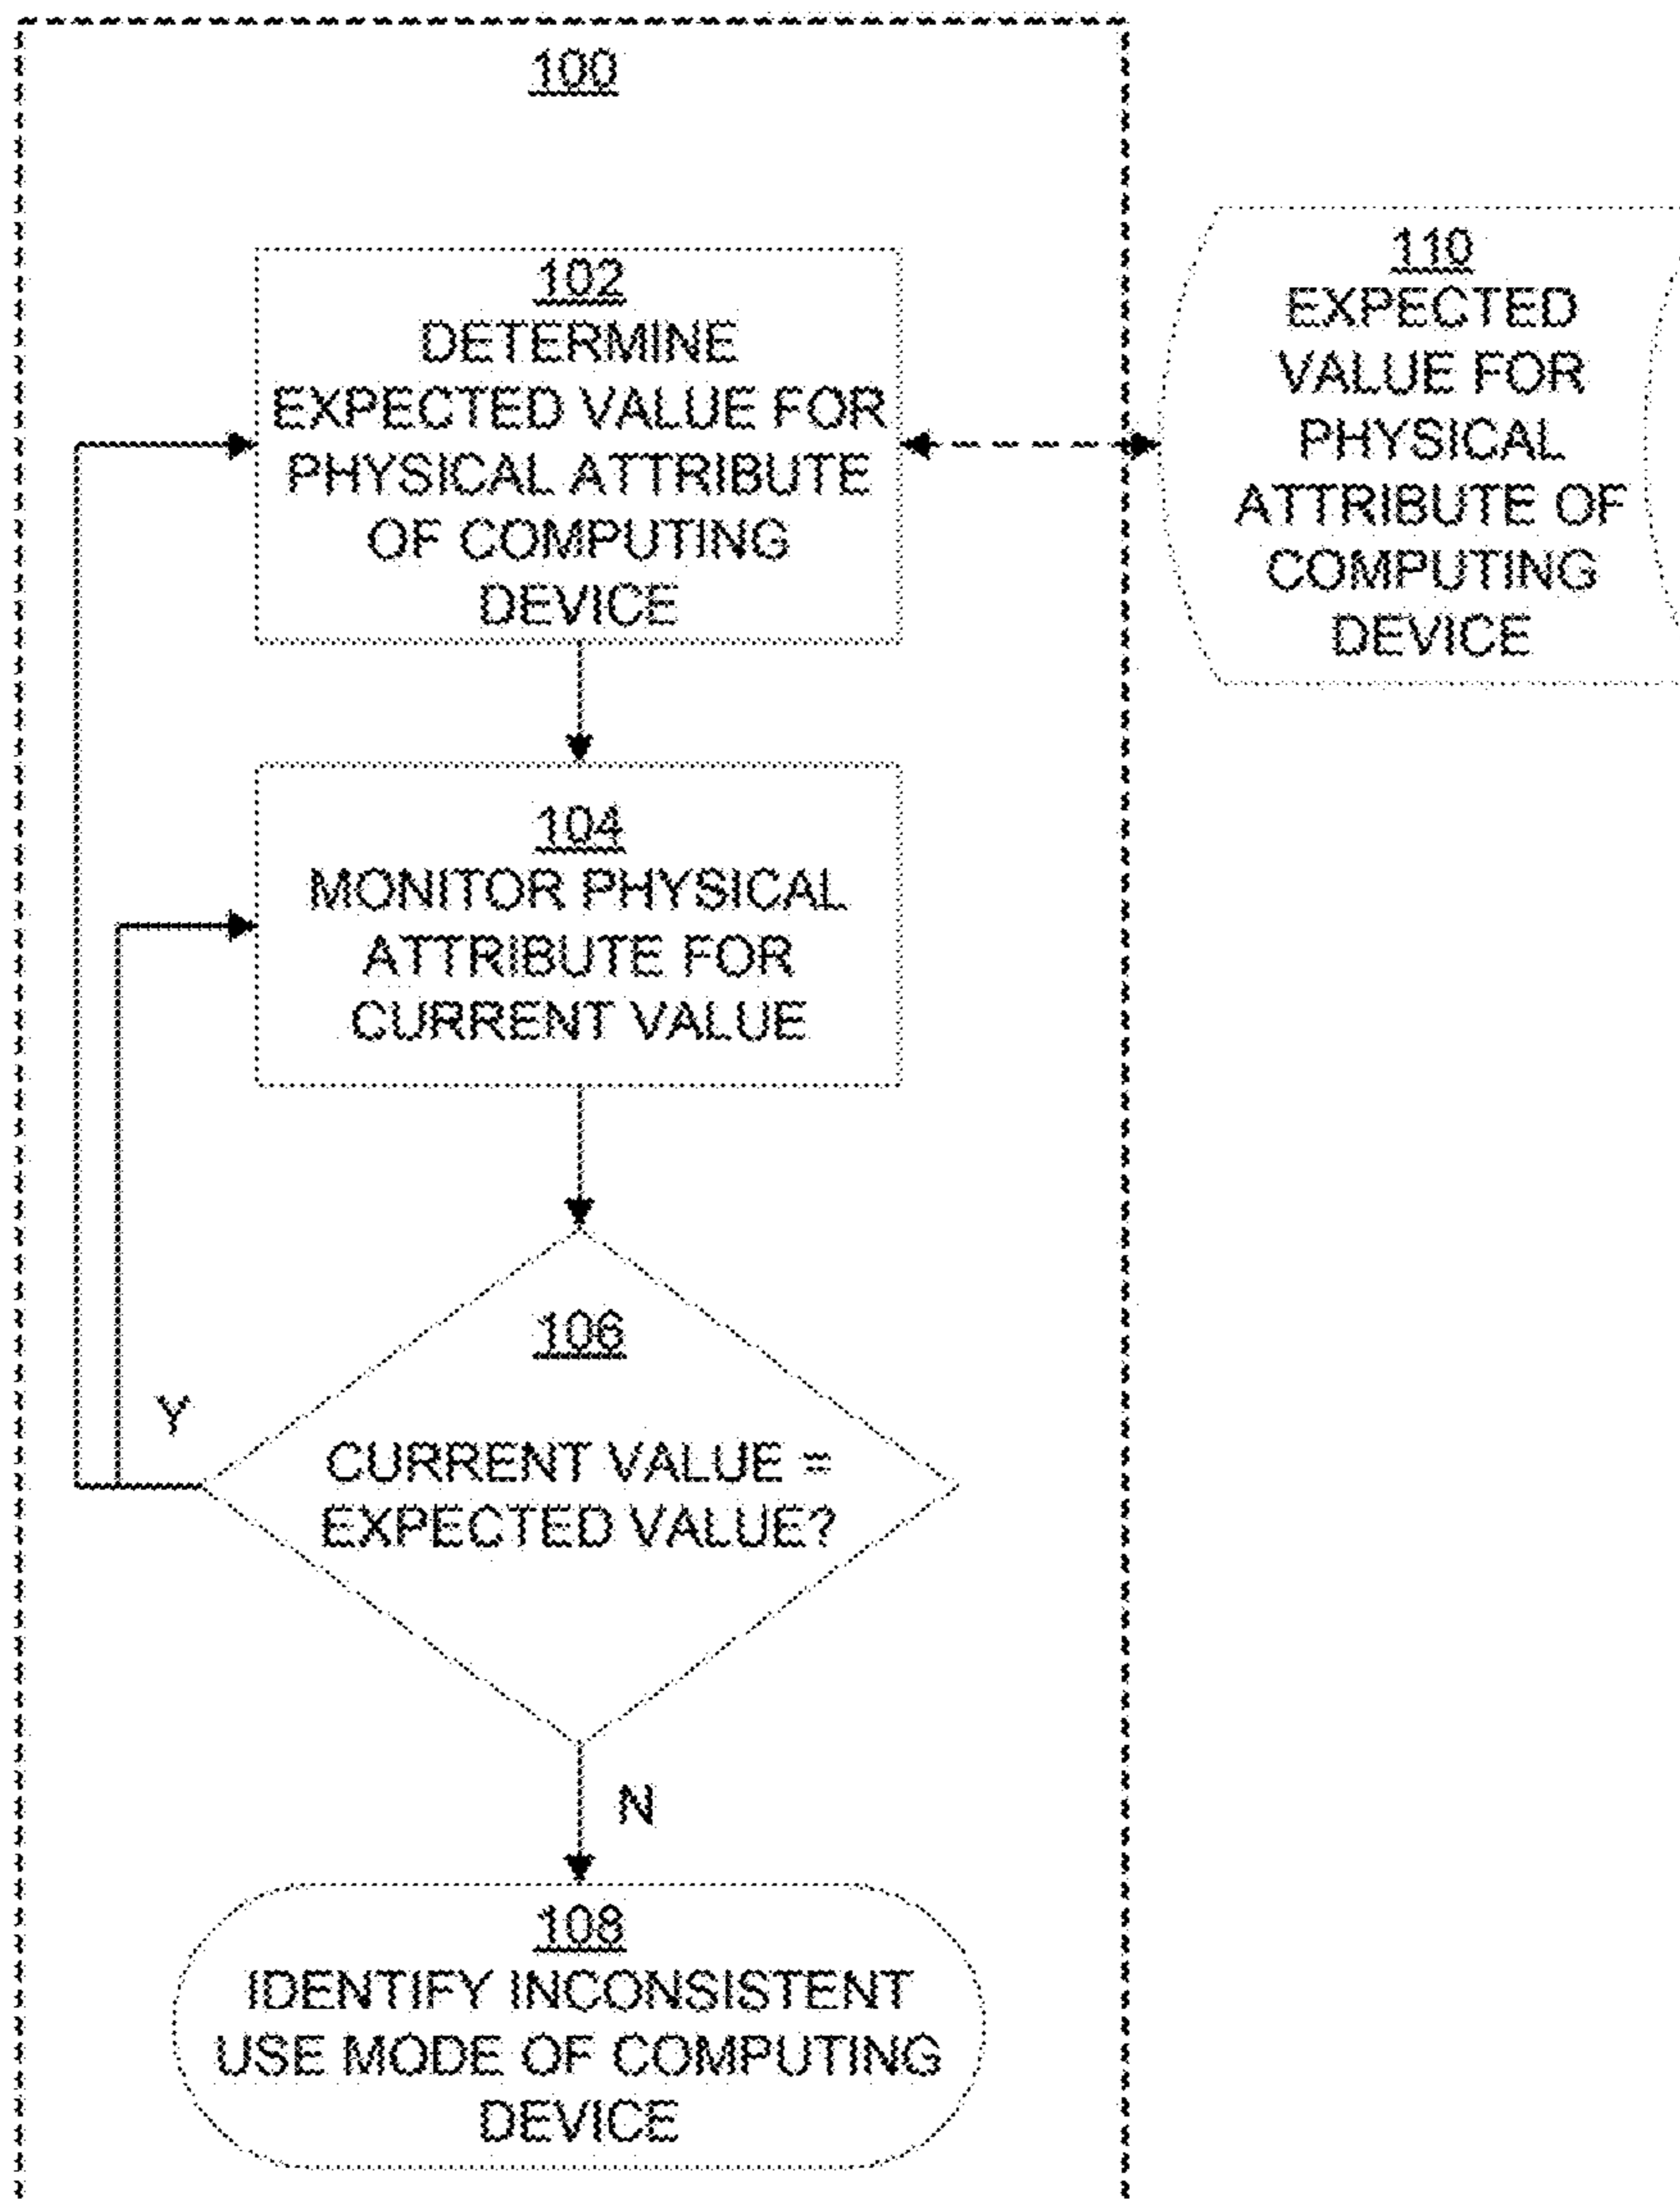 100
102
DETERMINE
EXPECTED VALUE FOR
PHYSICAL ATTRIBUTE
OF COMPUTING
DEVICE
110
EXPECTED
VALUE FOR
PHYSICAL
ATTRIBUTE OF
COMPUTING
DEVICE
104
MONITOR PHYSICAL
ATTRIBUTE FOR
CURRENT VALUE
106
CURRENT VALUE =
EXPECTED VALUE?
Y
N
108
IDENTIFY INCONSISTENT
USE MODE OF COMPUTING
DEVICE